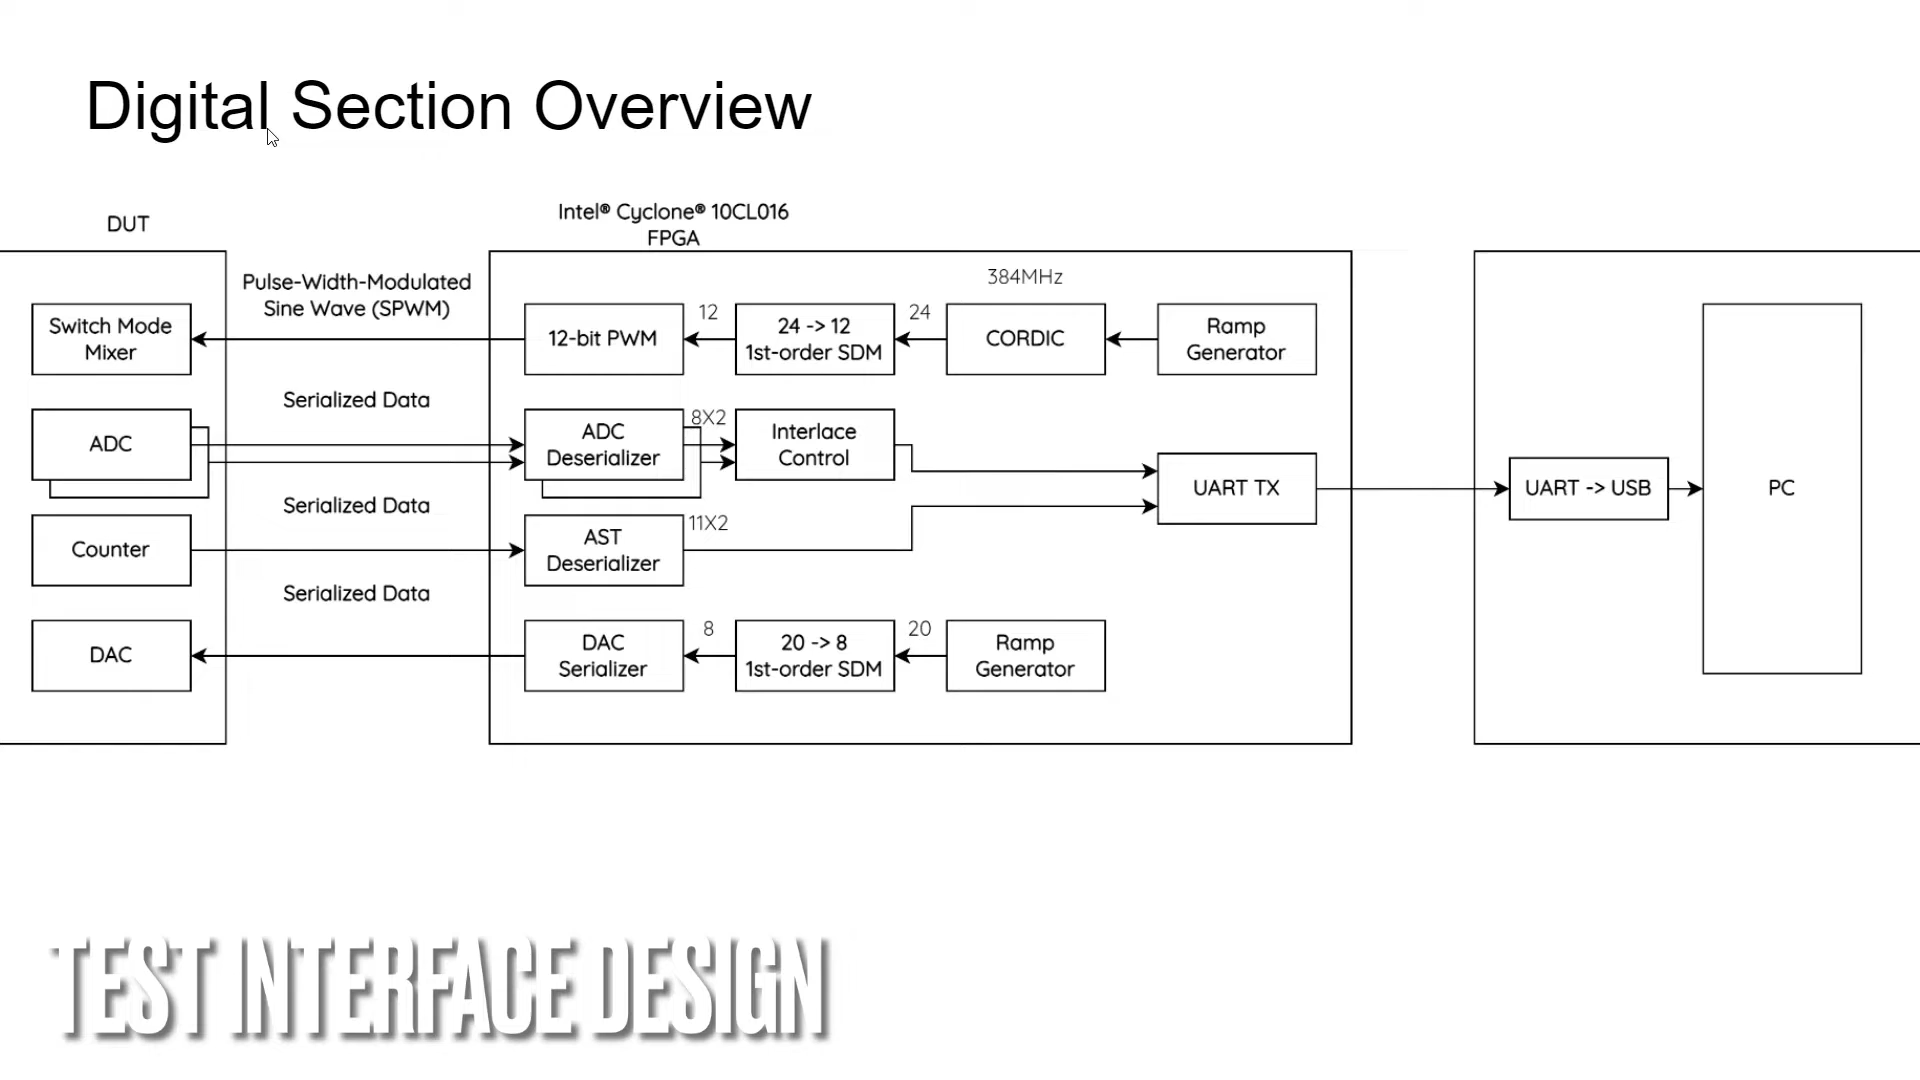 Digital Section Overview
DUT
Intel® Cyclone® 10CL016
FPGA
Pulse-Width-Modulated
Sine Wave (SPWM)
384MHz
Switch Mode
Mixer
12-bit PWM
12
24 -> 12
1st-order SDM
24
CORDIC
Ramp
Generator
Serialized Data
ADC
ADC
Deserializer
8X2
Interlace
Control
UART TX
UART -> USB
PC
Serialized Data
Counter
AST
Deserializer
11X2
Serialized Data
DAC
DAC
Serializer
8
20 -> 8
1st-order SDM
20
Ramp
Generator
TEST INTERFACE DESIGN